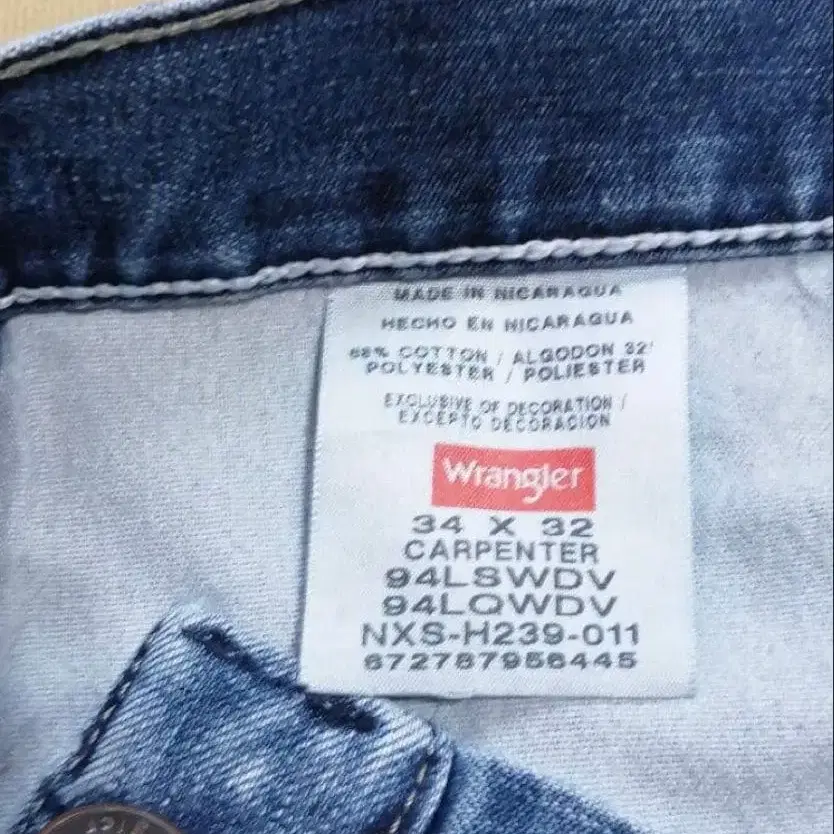 MADE IN NICARAGUA
HECHO EN NICARAGUA
68% COTTON / ALGODON 32%
POLYESTER / POLIESTER
EXCLUSIVE OF DECORATION /
EXCEPTO DECORACION
Wrangler
34 X 32
CARPENTER
94LSWDV
94LQWDV
NXS-H239-011
672787956445